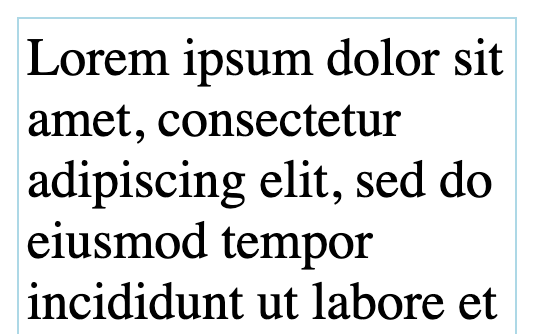 Lorem ipsum dolor sit
amet, consectetur
adipiscing elit, sed do
eiusmod tempor
incididunt ut labore et